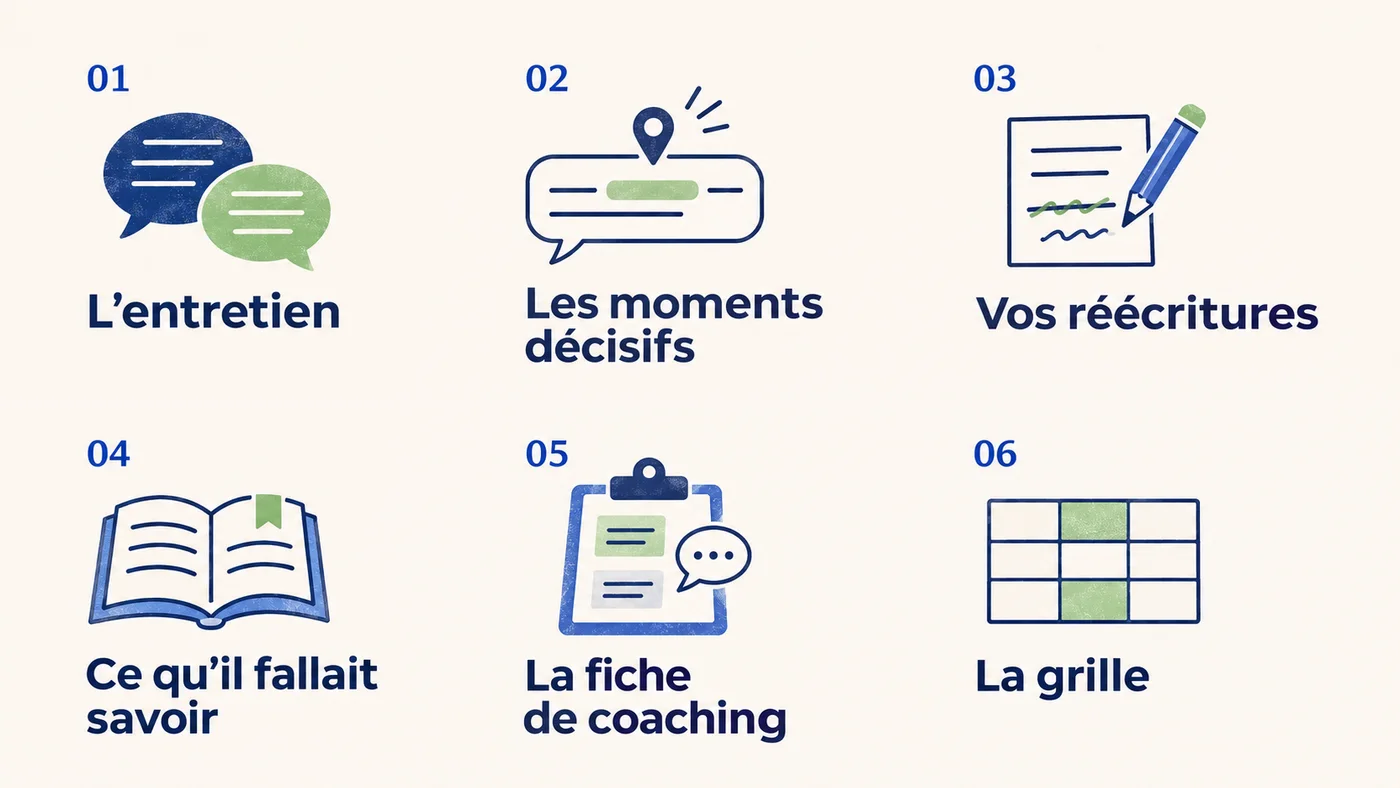 01
L’entretien
02
Les moments
décisifs
03
Vos réécritures
04
Ce qu’il fallait
savoir
05
La fiche
de coaching
06
La grille